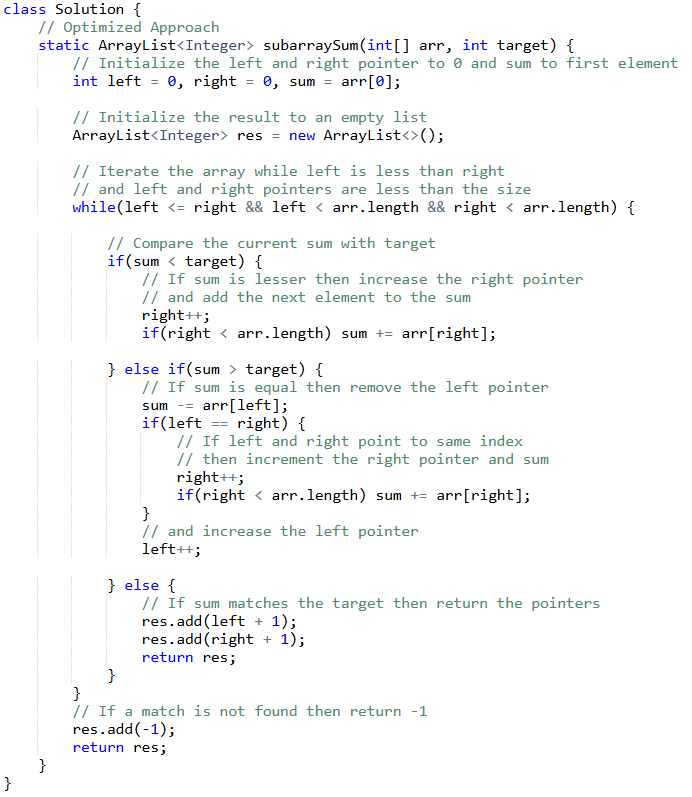 class Solution {
    // Optimized Approach
    static ArrayList<Integer> subarraySum(int[] arr, int target) {
        // Initialize the left and right pointer to 0 and sum to first element
        int left = 0, right = 0, sum = arr[0];

        // Initialize the result to an empty list
        ArrayList<Integer> res = new ArrayList<>();

        // Iterate the array while left is less than right
        // and left and right pointers are less than the size
        while(left <= right && left < arr.length && right < arr.length) {

            // Compare the current sum with target
            if(sum < target) {
                // If sum is lesser then increase the right pointer
                // and add the next element to the sum
                right++;
                if(right < arr.length) sum += arr[right];

            } else if(sum > target) {
                // If sum is equal then remove the left pointer
                sum -= arr[left];
                if(left == right) {
                    // If left and right point to same index
                    // then increment the right pointer and sum
                    right++;
                    if(right < arr.length) sum += arr[right];
                }
                // and increase the left pointer
                left++;

            } else {
                // If sum matches the target then return the pointers
                res.add(left + 1);
                res.add(right + 1);
                return res;
            }
        }
        // If a match is not found then return -1
        res.add(-1);
        return res;
    }
}